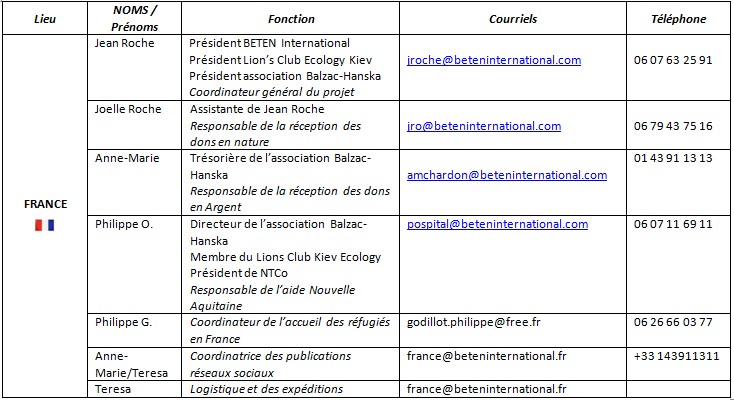 Lieu NOMS / Prénoms Fonction Courriels Téléphone
FRANCE
Jean Roche Président BETEN International
Président Lion's Club Ecology Kiev jroche@beteninternational.com 06 07 63 25 91
Président association Balzac-Hanska
Coordinateur général du projet
Joelle Roche Assistante de Jean Roche
Responsable de la réception des jro@beteninternational.com 06 79 43 75 16
dons en nature
Anne-Marie Trésorière de l'association Balzac- 01 43 91 13 13
Hanska amchardon@beteninternational.com
Responsable de la réception des dons
en Argent
Philippe O. Directeur de l'association Balzac- pospital@beteninternational.com 06 07 11 69 11
Hanska
Membre du Lions Club Kiev Ecology
Président de NTCo
Responsable de l'aide Nouvelle
Aquitaine
Philippe G. Coordinateur de l'accueil des réfugiés godillot.philippe@free.fr 06 26 66 03 77
en France
Anne- Coordinatrice des publications france@beteninternational.fr +33 143911311
Marie/Teresa réseaux sociaux
Teresa Logistique et des expéditions france@beteninternational.fr